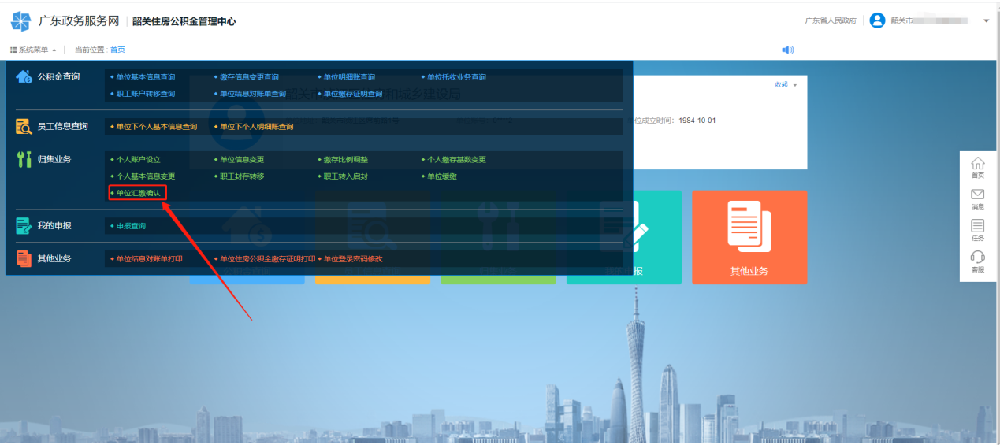 广东政务服务网 韶关住房公积金管理中心 广东省人民政府 韶关市
系统菜单 当前位置：首页
公积金查询 单位基本信息查询 缴存信息变更查询 单位明细账查询 单位托收业务查询
职工账户转移查询 单位结息对账单查询 单位缴存证明查询
收起
和城乡建设局
员工信息查询 单位下个人基本信息查询 单位下个人明细账查询
位成立时间：1984-10-01
归集业务 个人账户设立 单位信息变更 缴存比例调整 个人缴存基数变更
个人基本信息变更 职工封存转移 职工转入启封 单位缓缴
单位汇缴确认
我的申报 申报查询
其他业务 单位结息对账单打印 单位住房公积金缴存证明打印 单位登录密码修改
报 其他业务
首页
消息
任务
客服